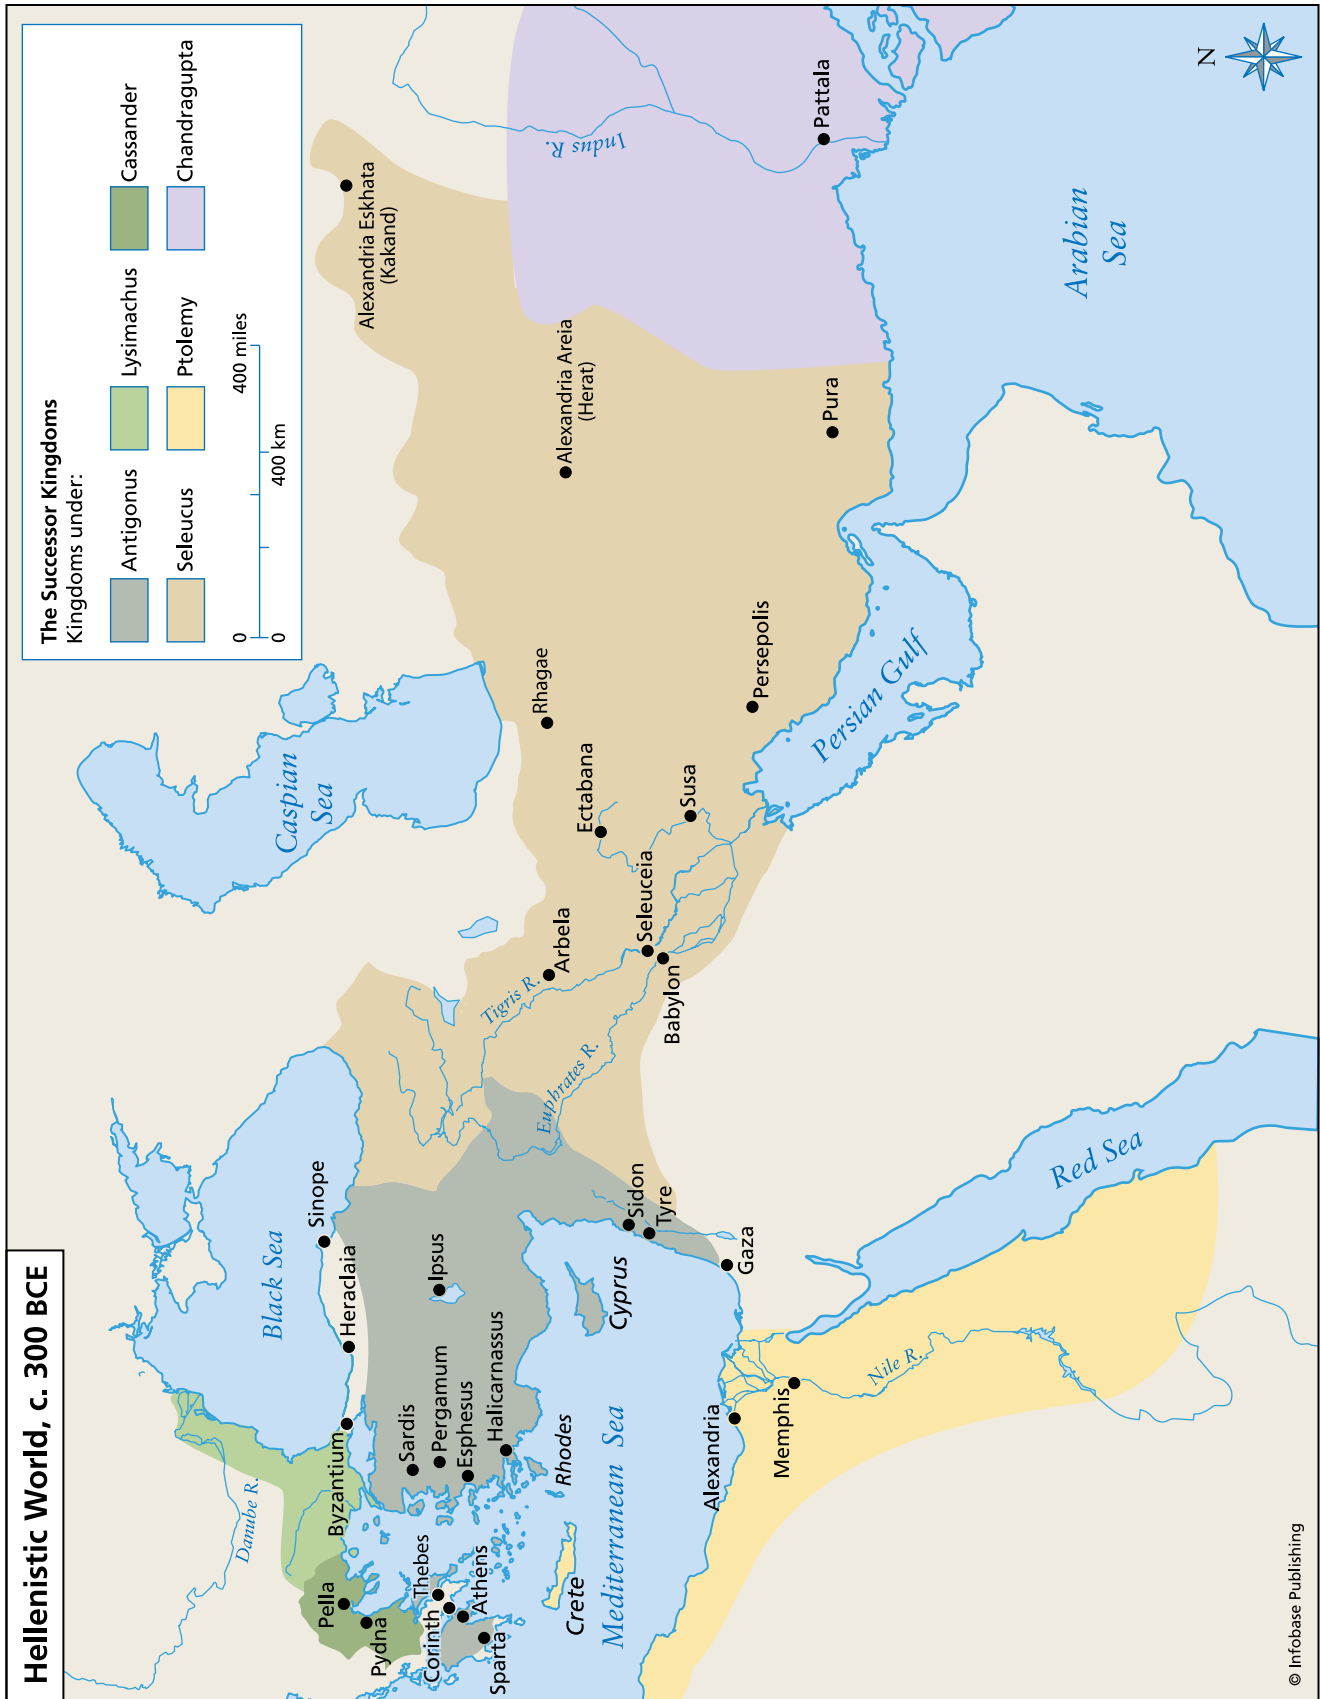 Hellenistic World, c. 300 BCE
The Successor Kingdoms
Kingdoms under:
Antigonus
Lysimachus
Cassander
Seleucus
Ptolemy
Chandragupta
0
400 miles
0
400 km
N
Danube R.
Black Sea
Caspian
Sea
Sinope
Heraclaia
Byzantium
Pella
Pydna
Thebes
Corinth
Athens
Sparta
Sardis
Pergamum
Esphesus
Halicarnassus
Ipsus
Rhodes
Crete
Cyprus
Mediterranean Sea
Sidon
Tyre
Gaza
Alexandria
Memphis
Nile R.
Red Sea
Tigris R.
Euphrates R.
Arbela
Seleuceia
Babylon
Ectabana
Susa
Rhagae
Persepolis
Persian Gulf
Alexandria Areia
(Herat)
Alexandria Eskhata
(Kakand)
Pura
Indus R.
Pattala
Arabian
Sea
© Infobase Publishing